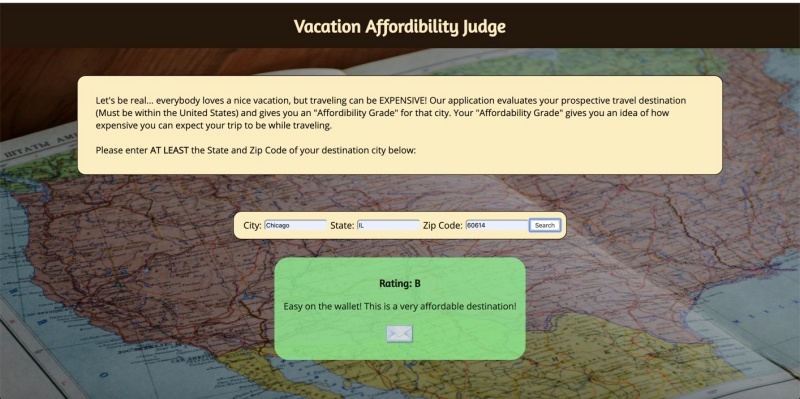 Vacation Affordibility Judge
Let's be real... everybody loves a nice vacation, but traveling can be EXPENSIVE! Our application evaluates your prospective travel destination
(Must be within the United States) and gives you an "Affordibility Grade" for that city. Your "Affordability Grade" gives you an idea of how
expensive you can expect your trip to be while traveling.
Please enter AT LEAST the State and Zip Code of your destination city below:
ШТАТЫ АМ
City: Chicago State: IL Zip Code: 60614 Search
Rating: B
Easy on the wallet! This is a very affordable destination!